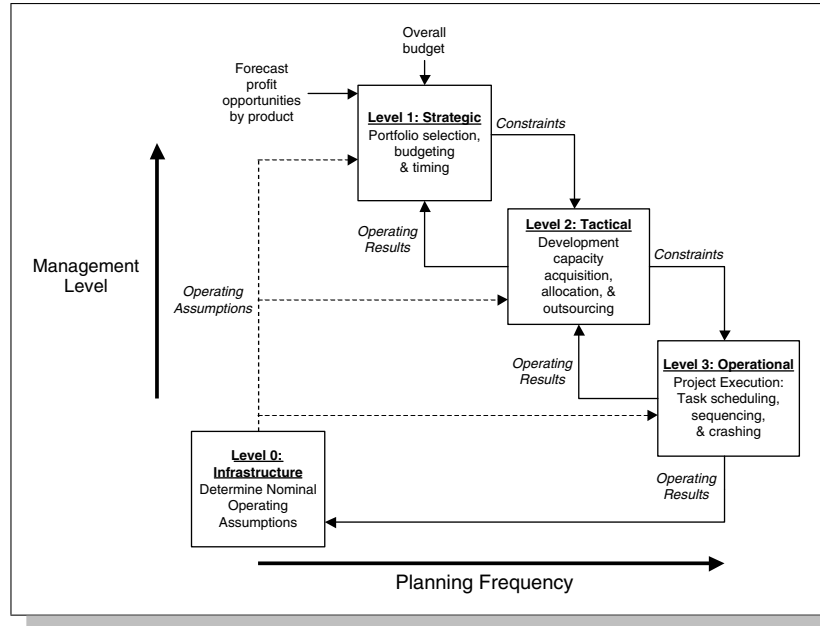 Overall
budget
Forecast
profit
opportunities
by product
Level 1: Strategic
Portfolio selection,
budgeting
& timing
Constraints
Operating
Results
Level 2: Tactical
Development
capacity
acquisition,
allocation, &
outsourcing
Constraints
Management
Level
Operating
Assumptions
Operating
Results
Level 3: Operational
Project Execution:
Task scheduling,
sequencing,
& crashing
Level 0:
Infrastructure
Determine Nominal
Operating
Assumptions
Operating
Results
Planning Frequency